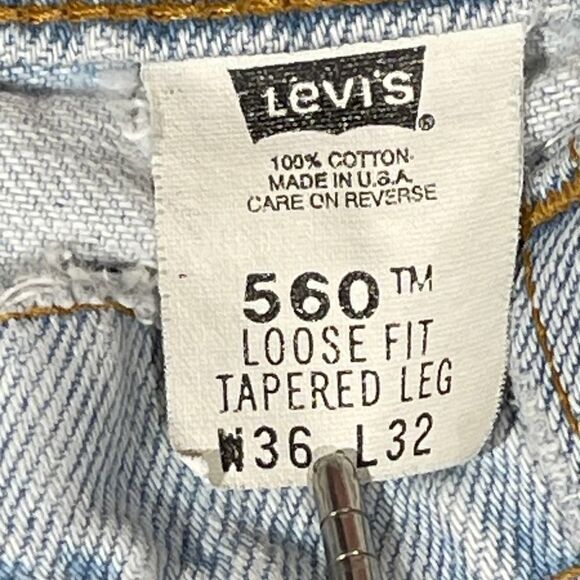 Levi's ®
100% COTTON
MADE IN U.S.A.
CARE ON REVERSE
560™
LOOSE FIT
TAPERED LEG
W36 L32